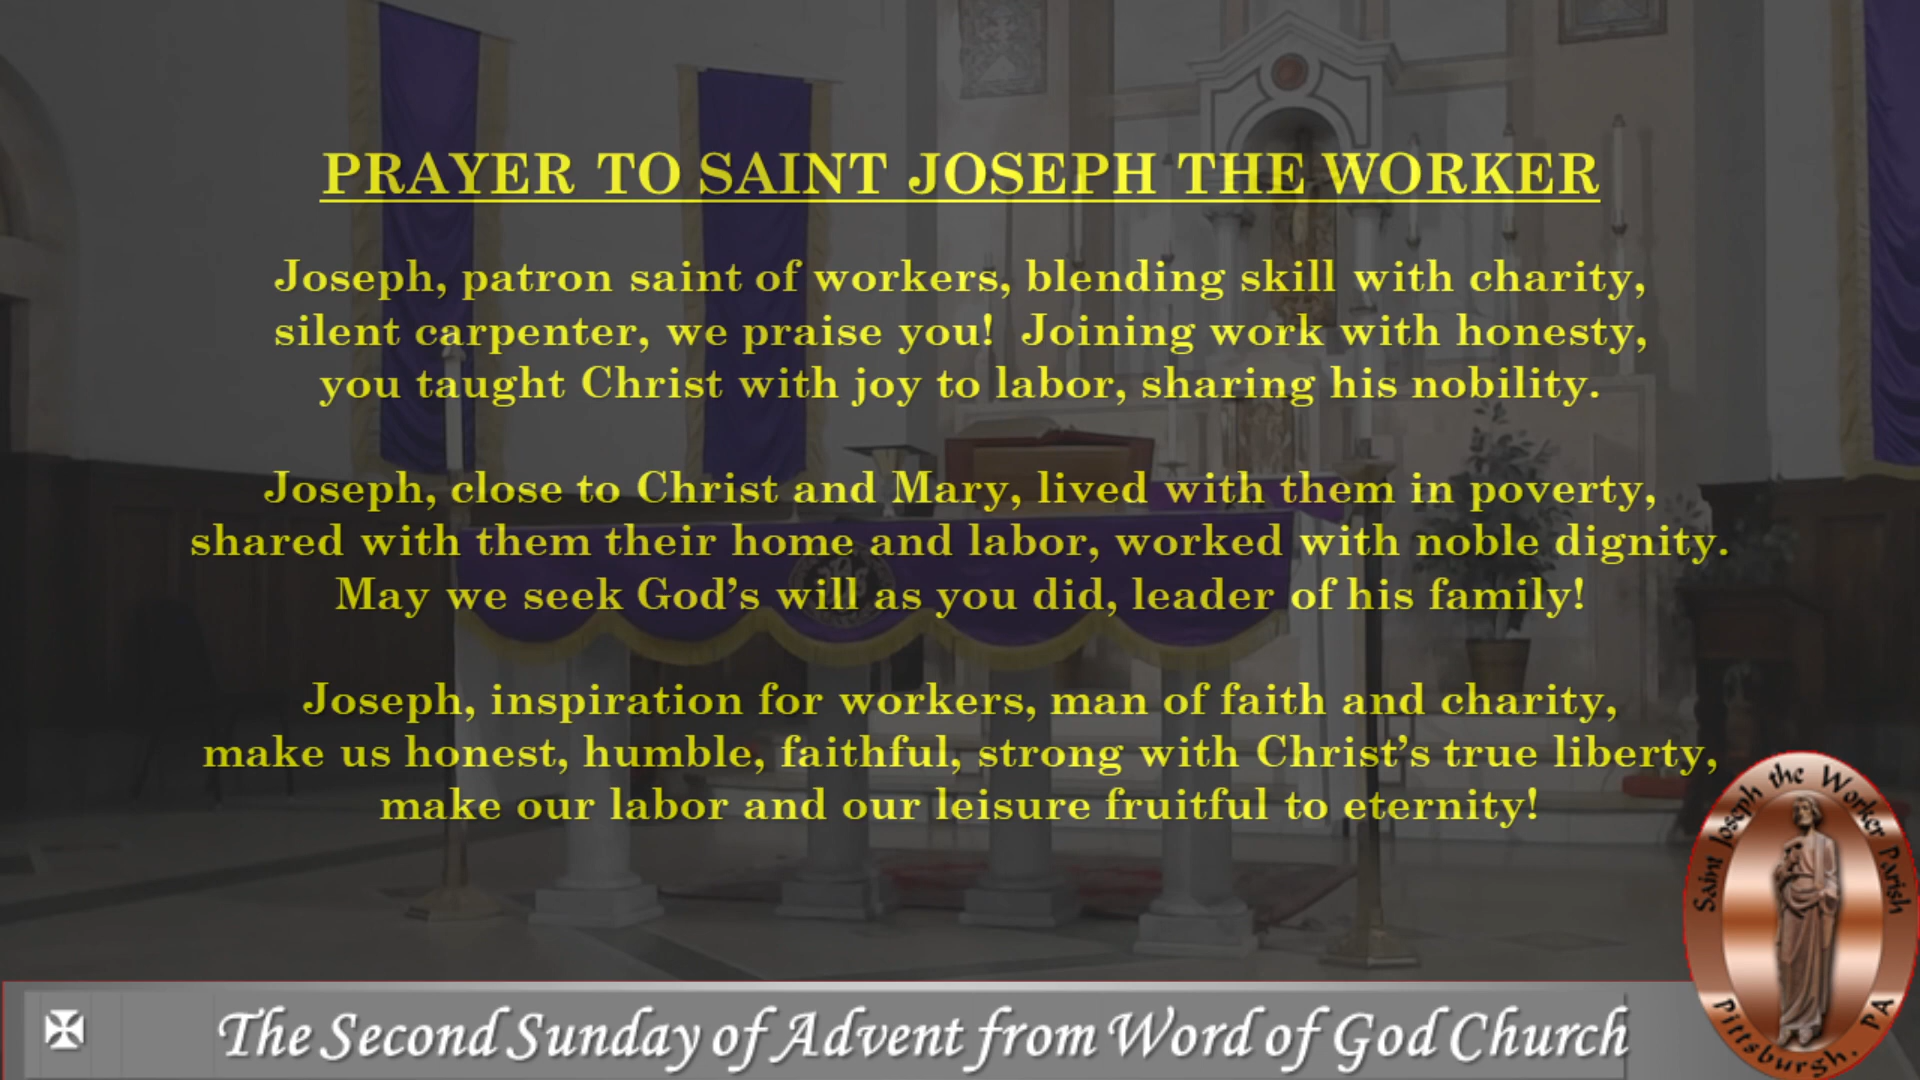 PRAYER TO SAINT JOSEPH THE WORKER
Joseph, patron saint of workers, blending skill with charity,
silent carpenter, we praise you!  Joining work with honesty,
you taught Christ with joy to labor, sharing his nobility.
Joseph, close to Christ and Mary, lived with them in poverty,
shared with them their home and labor, worked with noble dignity.
May we seek God’s will as you did, leader of his family!
Joseph, inspiration for workers, man of faith and charity,
make us honest, humble, faithful, strong with Christ’s true liberty,
make our labor and our leisure fruitful to eternity!
Saint Joseph the Worker Parish
Pittsburgh, PA
The Second Sunday of Advent from Word of God Church